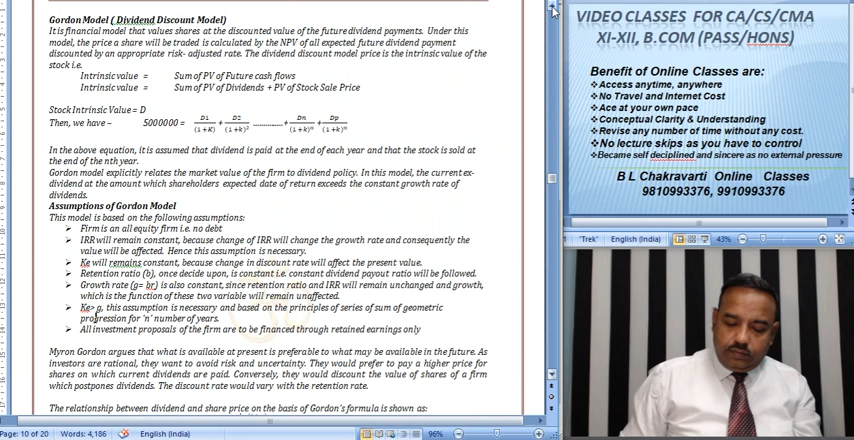 Gordon Model ( Dividend Discount Model)
It is financial model that values shares at the discounted value of the future dividend payments. Under this
model, the price a share will be traded is calculated by the NPV of all expected future dividend payment
discounted by an appropriate risk- adjusted rate. The dividend discount model price is the intrinsic value of the
stock i.e.
Intrinsic value = Sum of PV of Future cash flows
Intrinsic value = Sum of PV of Dividends + PV of Stock Sale Price
Stock Intrinsic Value = D
Then, we have – 5000000 = D1/(1+K) + D2/(1+k)² ............... + Dn/(1+k)ⁿ + Dp/(1+k)ⁿ
In the above equation, it is assumed that dividend is paid at the end of each year and that the stock is sold at
the end of the nth year.
Gordon model explicitly relates the market value of the firm to dividend policy. In this model, the current ex-
dividend at the amount which shareholders expected date of return exceeds the constant growth rate of
dividends.
Assumptions of Gordon Model
This model is based on the following assumptions:
➢ Firm is an all equity firm i.e. no debt
➢ IRR will remain constant, because change of IRR will change the growth rate and consequently the
value will be affected. Hence this assumption is necessary.
➢ Ke will remains constant, because change in discount rate will affect the present value.
➢ Retention ratio (b), once decide upon, is constant i.e. constant dividend payout ratio will be followed.
➢ Growth rate (g= br) is also constant, since retention ratio and IRR will remain unchanged and growth,
which is the function of these two variable will remain unaffected.
➢ Ke> g, this assumption is necessary and based on the principles of series of sum of geometric
progression for 'n' number of years.
➢ All investment proposals of the firm are to be financed through retained earnings only
Myron Gordon argues that what is available at present is preferable to what may be available in the future. As
investors are rational, they want to avoid risk and uncertainty. They would prefer to pay a higher price for
shares on which current dividends are paid. Conversely, they would discount the value of shares of a firm
which postpones dividends. The discount rate would vary with the retention rate.
The relationship between dividend and share price on the basis of Gordon's formula is shown as:
Page: 10 of 20 Words: 4,186 English (India) 96%
VIDEO CLASSES FOR CA/CS/CMA
XI-XII, B.COM (PASS/HONS)
Benefit of Online Classes are:
❖ Access anytime, anywhere
❖ No Travel and Internet Cost
❖ Ace at your own pace
❖ Conceptual Clarity & Understanding
❖ Revise any number of time without any cost.
❖ No lecture skips as you have to control
❖ Became self deciplined and sincere as no external pressure
B L Chakravarti Online Classes
9810993376, 9910993376
"Trek" English (India) 43%